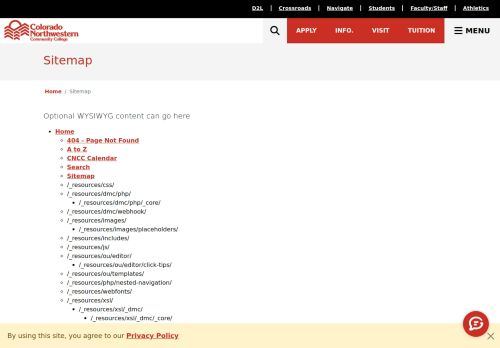 D2L | Crossroads | Navigate | Students | Faculty/Staff | Athletics
Colorado
Northwestern
Community College
APPLY INFO. VISIT TUITION MENU
Sitemap
Home / Sitemap
Optional WYSIWYG content can go here
Home
404 - Page Not Found
A to Z
CNCC Calendar
Search
Sitemap
/_resources/css/
/_resources/dmc/php/
/_resources/dmc/php/_core/
/_resources/dmc/webhook/
/_resources/images/
/_resources/images/placeholders/
/_resources/includes/
/_resources/js/
/_resources/ou/editor/
/_resources/ou/editor/click-tips/
/_resources/ou/templates/
/_resources/php/nested-navigation/
/_resources/webfonts/
/_resources/xsl/
/_resources/xsl/_dmc/
/_resources/xsl/_dmc/_core/
By using this site, you agree to our Privacy Policy